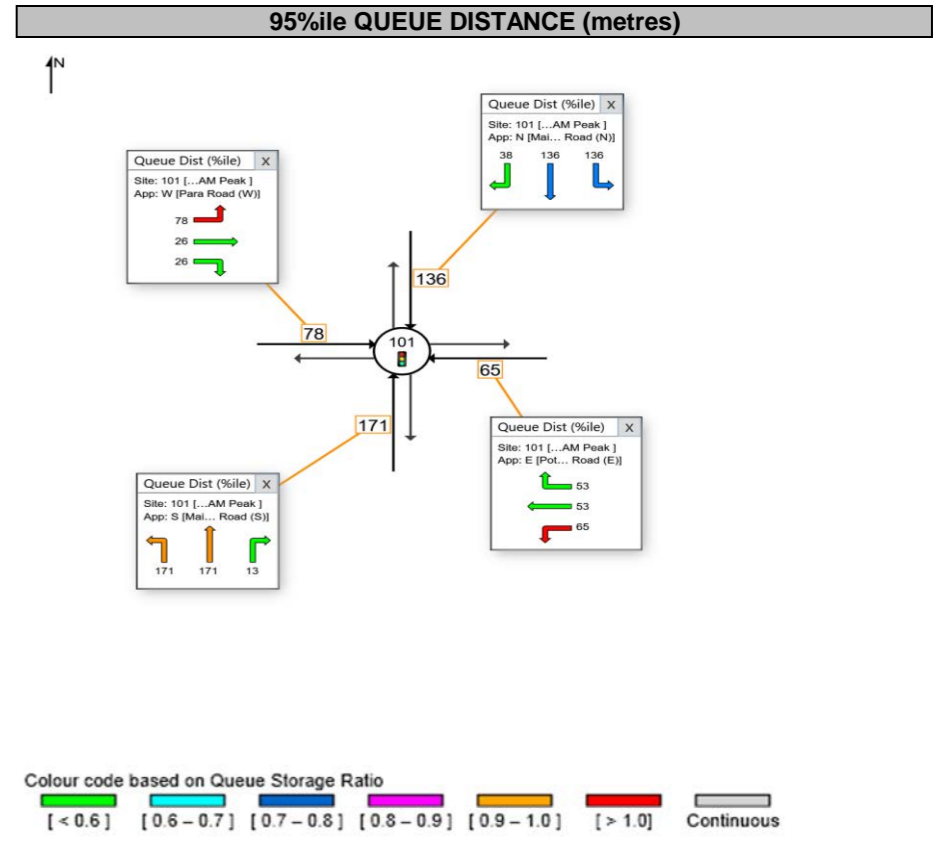 95%ile QUEUE DISTANCE (metres)
N
Queue Dist (%ile) X
Site: 101 [...AM Peak ]
App: N [Mai... Road (N)]
38 136 136
Queue Dist (%ile) X
Site: 101 [...AM Peak ]
App: W [Para Road (W)]
78
26
26
136
78
101
65
171
Queue Dist (%ile) X
Site: 101 [...AM Peak ]
App: E [Pot... Road (E)]
53
53
65
Queue Dist (%ile) X
Site: 101 [...AM Peak ]
App: S [Mai... Road (S)]
171 171 13
Colour code based on Queue Storage Ratio
[ < 0.6 ] [ 0.6 – 0.7 ] [ 0.7 – 0.8 ] [ 0.8 – 0.9 ] [ 0.9 – 1.0 ] [ > 1.0] Continuous